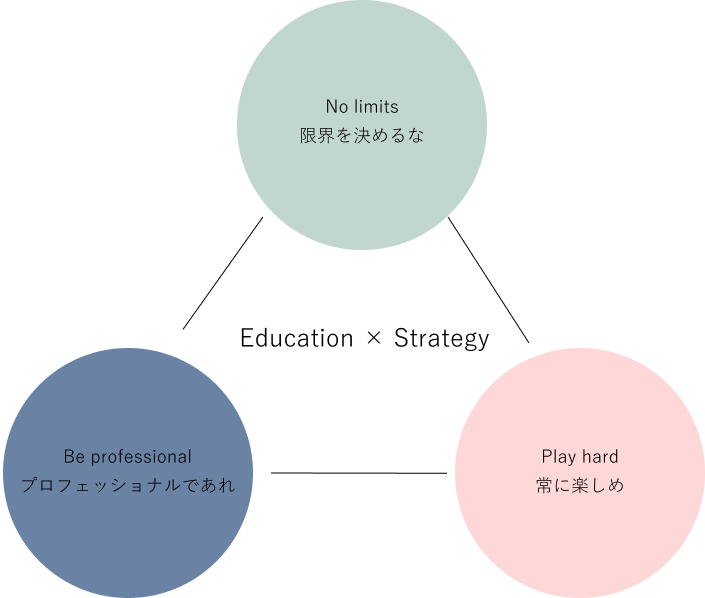 No limits
限界を決めるな
Education × Strategy
Be professional
プロフェッショナルであれ
Play hard
常に楽しめ